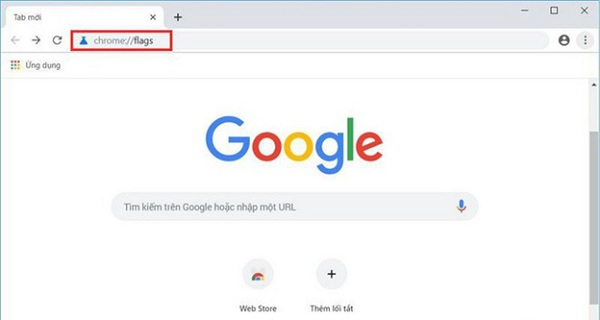 Tab mới
chrome://flags
Ứng dụng
Google
Tìm kiếm trên Google hoặc nhập một URL
Web Store
Thêm lối tắt